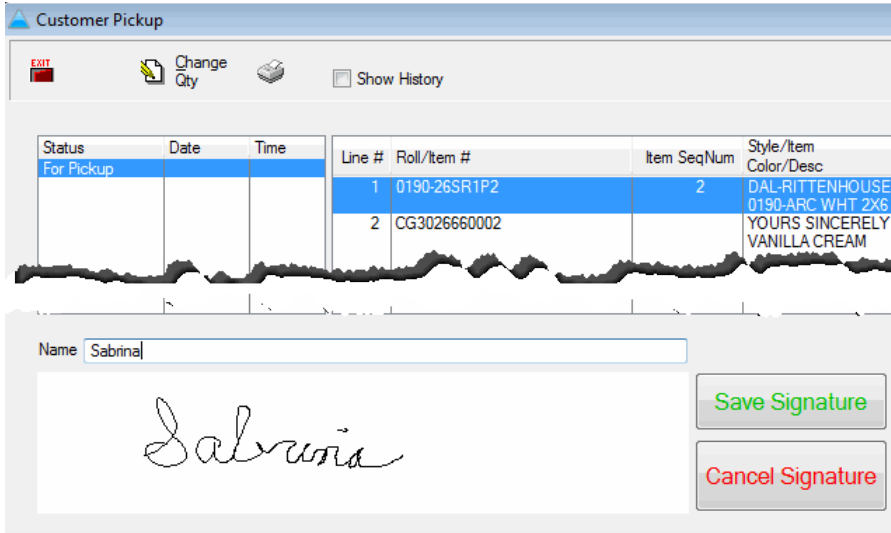 Customer Pickup
EXIT
Change
Qty
Show History
Status Date Time
For Pickup
Line # Roll/Item # Item SeqNum Style/Item
Color/Desc
1 0190-26SR1P2 2 DAL-RITTENHOUSE
0190-ARC WHT 2X6
2 CG3026660002 YOURS SINCERELY
VANILLA CREAM
Name Sabrina
Sabrina
Save Signature
Cancel Signature